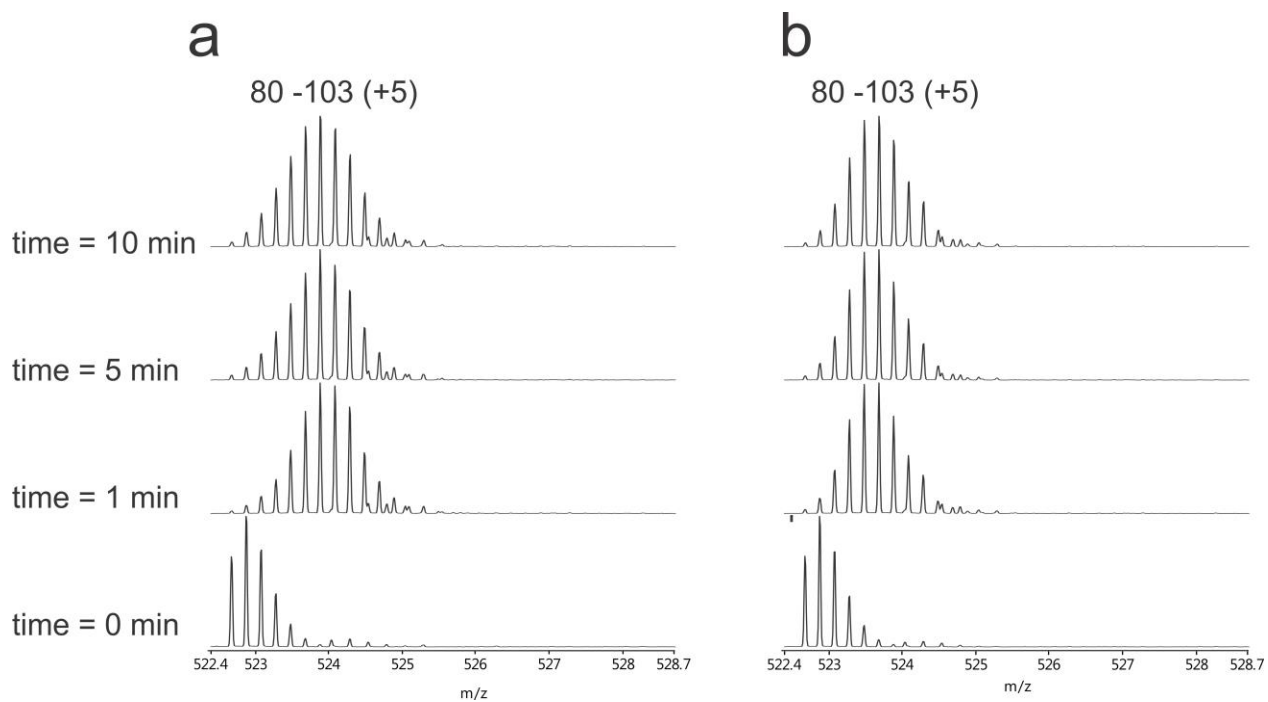 a
b
80 -103 (+5)
80 -103 (+5)
time = 10 min
time = 5 min
time = 1 min
time = 0 min
522.4 523 524 525 526 527 528 528.7
522.4 523 524 525 526 527 528 528.7
m/z
m/z